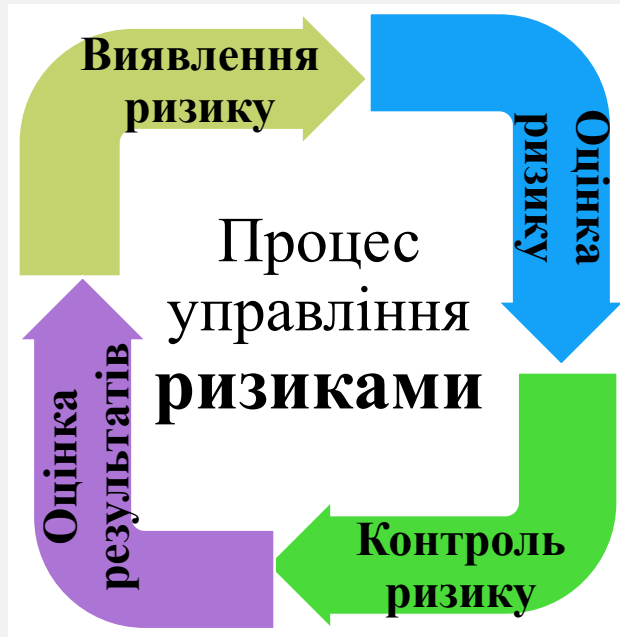 Виявлення
ризику
Оцінка
ризику
Процес
управління
ризиками
Оцінка
результатів
Контроль
ризику